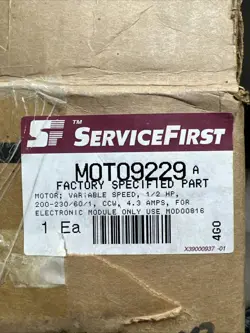 ST™ SERVICEFIRST
MOT09229 A
FACTORY SPECIFIED PART
MOTOR; VARIABLE SPEED, 1/2 HP,
200-230/60/1, CCW, 4.3 AMPS, FOR
ELECTRONIC MODULE ONLY USE MOD00816
1 Ea
4G0
X39000937 -01